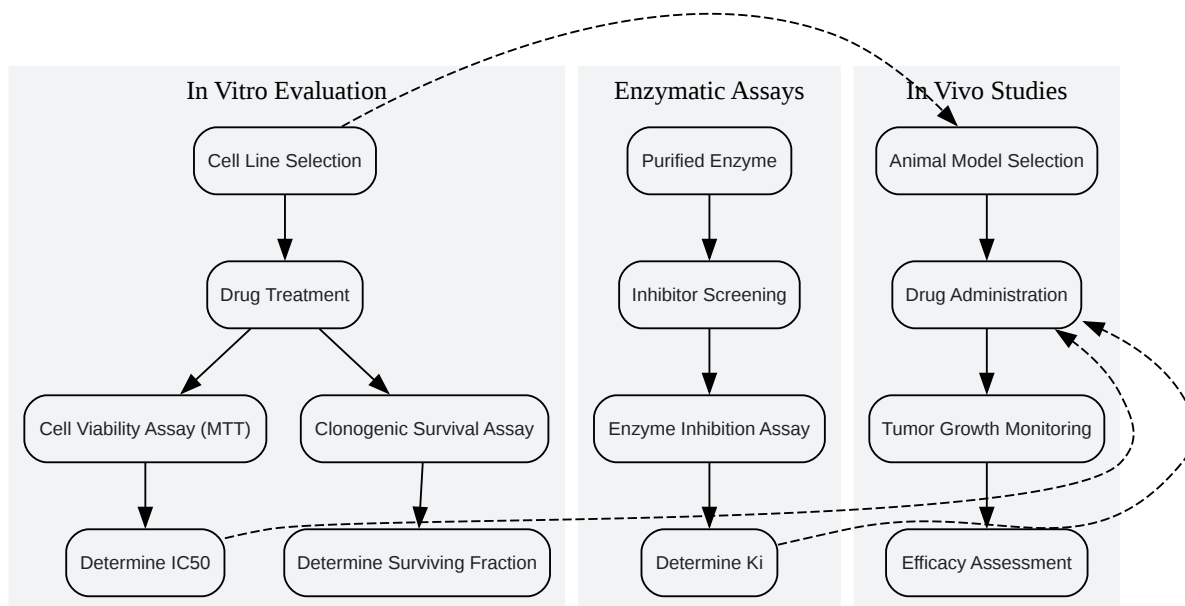 In Vitro Evaluation
Cell Line Selection
Drug Treatment
Cell Viability Assay (MTT)
Clonogenic Survival Assay
Determine IC50
Determine Surviving Fraction
Enzymatic Assays
Purified Enzyme
Inhibitor Screening
Enzyme Inhibition Assay
Determine Ki
In Vivo Studies
Animal Model Selection
Drug Administration
Tumor Growth Monitoring
Efficacy Assessment